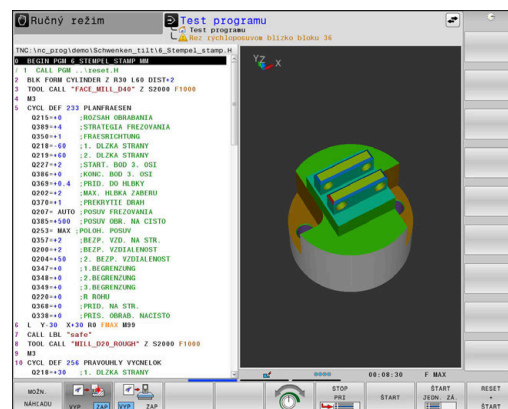 Ručný režim
Test programu
Test programu
Rez rychloposuvom blizko bloku 36
TNC:\nc_prog\demo\Schwenken_tilt\6_Stempel_stamp.H
0 BEGIN PGM 6_STEMPEL_STAMP MM
/ 1 CALL PGM ..\reset.H
2 BLK FORM CYLINDER Z R30 L60 DIST+2
3 TOOL CALL "FACE_MILL_D40" Z S2000 F1000
4 M3
5 CYCL DEF 233 PLANFRAESEN
Q215=+0 ;ROZSAH OBRABANIA
Q389=+4 ;STRATEGIA FREZOVANIA
Q350=+1 ;FRAESRICHTUNG
Q218=-60 ;1. DLZKA STRANY
Q219=+60 ;2. DLZKA STRANY
Q227=+2 ;START. BOD 3. OSI
Q386=+0 ;KONC. BOD 3. OSI
Q369=+0.4 ;PRID. DO HLBKY
Q202=+2 ;MAX. HLBKA ZABERU
Q370=+1 ;PREKRYTIE DRAH
Q207= AUTO ;POSUV FREZOVANIA
Q385=+500 ;POSUV OBR. NA CISTO
Q253= MAX ;POLOH. POSUV
Q357=+2 ;BEZP. VZD. NA STR.
Q200=+2 ;BEZP. VZDIALENOST
Q204=+50 ;2. BEZP. VZDIALENOST
Q347=+0 ;1.BEGRENZUNG
Q348=+0 ;2.BEGRENZUNG
Q349=+0 ;3.BEGRENZUNG
Q220=+0 ;R ROHU
Q368=+0 ;PRID. NA STR.
Q338=+0 ;PRIS. OBRAB. NACISTO
6 L Y-30 X+30 R0 FMAX M99
7 CALL LBL "safe"
8 TOOL CALL "MILL_D20_ROUGH" Z S2000 F1000
9 M3
10 CYCL DEF 256 PRAVOUHLY VYCNELOK
Q218=+30 ;1. DLZKA STRANY
YZ X
00:08:30 F MAX
MOŽN. NÁHĽADU
VYP ZAP
VYP ZAP
STOP PRI
ŠTART
ŠTART JEDN. ZÁ.
RESET + ŠTART